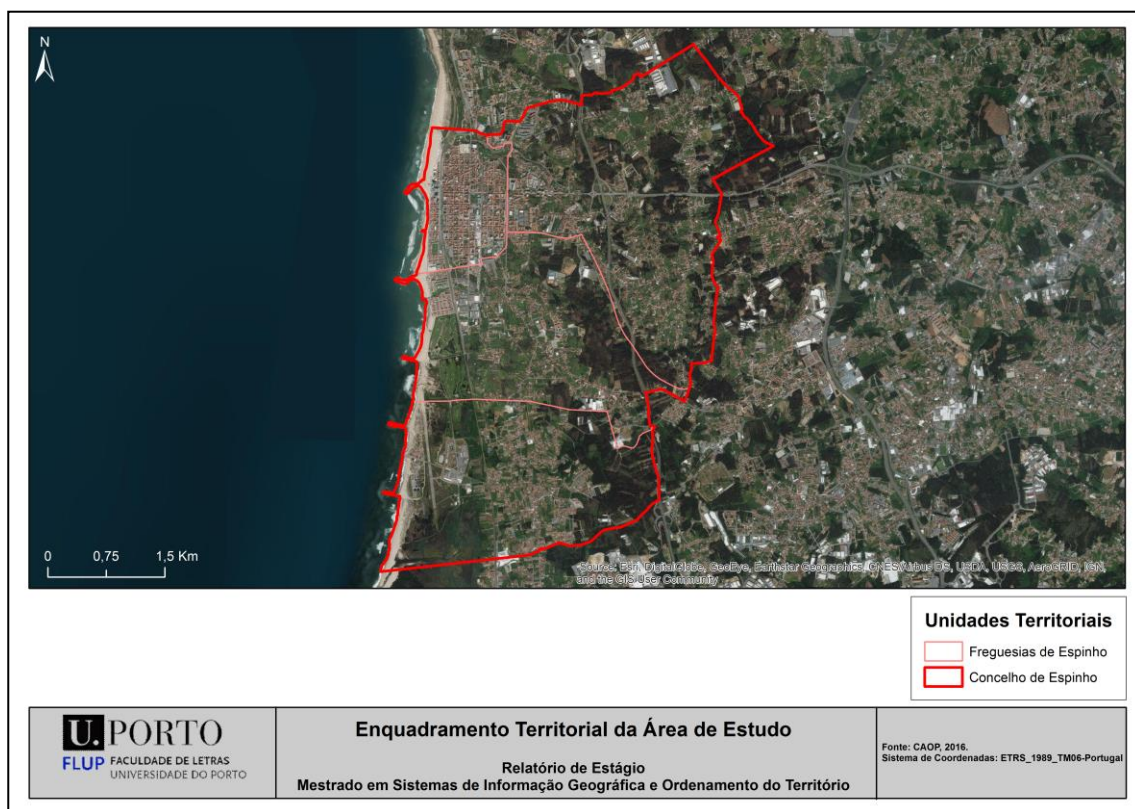 N
0 0,75 1,5 Km
Source: Esri, DigitalGlobe, GeoEye, Earthstar Geographics, CNES/Airbus DS, USDA, USGS, AeroGRID, IGN,
and the GIS User Community
Unidades Territoriais
Freguesias de Espinho
Concelho de Espinho
U. PORTO
FLUP FACULDADE DE LETRAS
UNIVERSIDADE DO PORTO
Enquadramento Territorial da Área de Estudo
Relatório de Estágio
Mestrado em Sistemas de Informação Geográfica e Ordenamento do Território
Fonte: CAOP, 2016.
Sistema de Coordenadas: ETRS_1989_TM06-Portugal